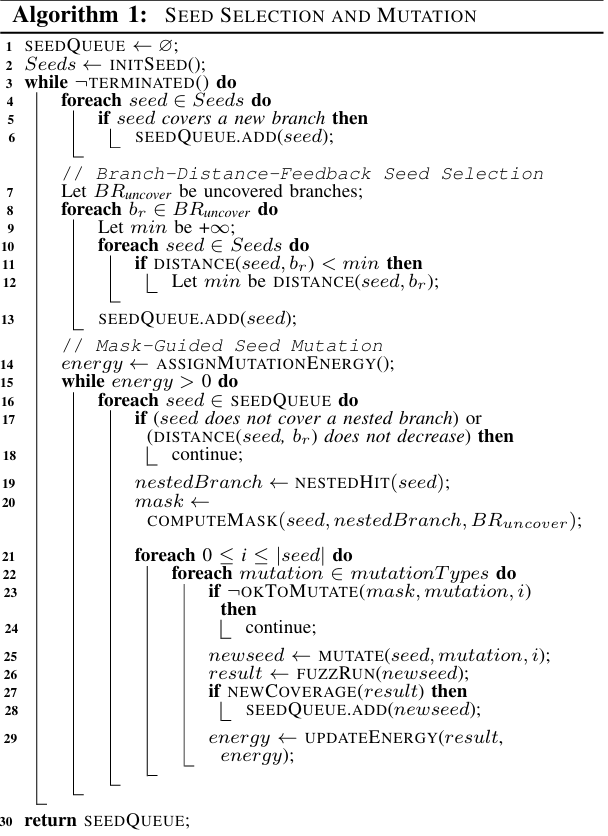 Algorithm 1: SEED SELECTION AND MUTATION
1 SEEDQUEUE ← ∅;
2 Seeds ← INITSEED();
3 while ¬TERMINATED() do
4 foreach seed ∈ Seeds do
5 if seed covers a new branch then
6 SEEDQUEUE.ADD(seed);
// Branch-Distance-Feedback Seed Selection
7 Let BRuncover be uncovered branches;
8 foreach br ∈ BRuncover do
9 Let min be +∞;
10 foreach seed ∈ Seeds do
11 if DISTANCE(seed, br) < min then
12 Let min be DISTANCE(seed, br);
13 SEEDQUEUE.ADD(seed);
// Mask-Guided Seed Mutation
14 energy ← ASSIGNMUTATIONENERGY();
15 while energy > 0 do
16 foreach seed ∈ SEEDQUEUE do
17 if (seed does not cover a nested branch) or
(DISTANCE(seed, br) does not decrease) then
18 continue;
19 nestedBranch ← NESTEDHIT(seed);
20 mask ←
COMPUTEMASK(seed, nestedBranch, BRuncover);
21 foreach 0 ≤ i ≤ |seed| do
22 foreach mutation ∈ mutationTypes do
23 if ¬OKTOMUTATE(mask, mutation, i)
then
24 continue;
25 newseed ← MUTATE(seed, mutation, i);
26 result ← FUZZRUN(newseed);
27 if NEWCOVERAGE(result) then
28 SEEDQUEUE.ADD(newseed);
29 energy ← UPDATEENERGY(result,
energy);
30 return SEEDQUEUE;